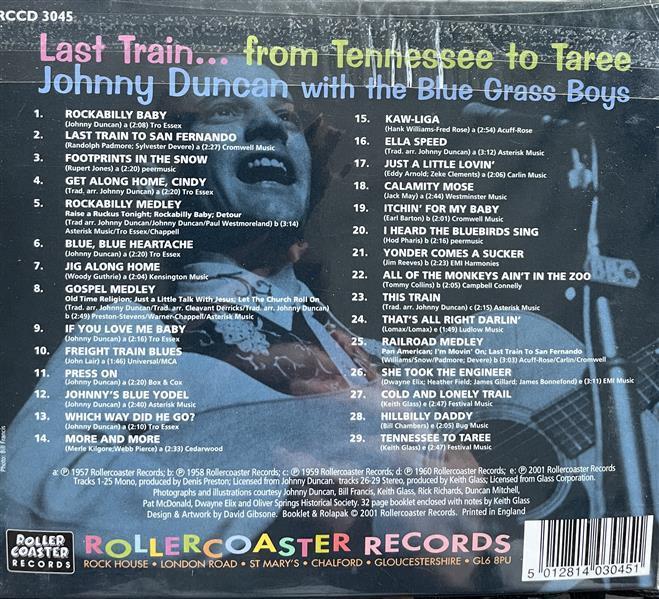 RCCD 3045
Last Train... from Tennessee to Taree
Johnny Duncan with the Blue Grass Boys
1. ROCKABILLY BABY
(Johnny Duncan) a (2:08) Tro Essex
2. LAST TRAIN TO SAN FERNANDO
(Randolph Padmore; Sylvester Devere) a (2:27) Cromwell Music
3. FOOTPRINTS IN THE SNOW
(Rupert Jones) a (2:20) peermusic
4. GET ALONG HOME, CINDY
(Trad. arr. Johnny Duncan) a (2:20) Tro Essex
5. ROCKABILLY MEDLEY
Raise a Ruckus Tonight; Rockabilly Baby; Detour
(Trad arr. Johnny Duncan/Johnny Duncan/Paul Westmoreland) b (3:14)
Asterisk Music/Tro Essex/Chappell
6. BLUE, BLUE HEARTACHE
(Johnny Duncan) a (2:20) Tro Essex
7. JIG ALONG HOME
(Woody Guthrie) a (2:04) Kensington Music
8. GOSPEL MEDLEY
Old Time Religion; Just a Little Talk With Jesus; Let The Church Roll On
(Trad. arr. Johnny Duncan/Trad. arr. Cleavant Derricks/Trad. arr. Johnny Duncan)
b (2:49) Preston-Stevens/Warner-Chappell/Asterisk Music)
9. IF YOU LOVE ME BABY
(Johnny Duncan) a (2:16) Tro Essex
10. FREIGHT TRAIN BLUES
(John Lair) a (1:46) Universal/MCA
11. PRESS ON
(Johnny Duncan) a (2:20) Box & Cox
12. JOHNNY'S BLUE YODEL
(Johnny Duncan) a (2:40) Asterisk Music
13. WHICH WAY DID HE GO?
(Johnny Duncan) b (2:10) Tro Essex
14. MORE AND MORE
(Merle Kilgore;Webb Pierce) a (2:33) Cedarwood
15. KAW-LIGA
(Hank Williams-Fred Rose) a (2:54) Acuff-Rose
16. ELLA SPEED
(Trad. arr. Johnny Duncan) a (3:12) Asterisk Music
17. JUST A LITTLE LOVIN'
(Eddy Arnold; Zeke Clements) a (2:06) Carlin Music
18. CALAMITY MOSE
(Jack May) a (2:44) Westminster Music
19. ITCHIN' FOR MY BABY
(Earl Barton) b (2:01) Cromwell Music
20. I HEARD THE BLUEBIRDS SING
(Hod Pharis) b (2:16) peermusic
21. YONDER COMES A SUCKER
(Jim Reeves) b (2:23) EMI Harmonies
22. ALL OF THE MONKEYS AIN'T IN THE ZOO
(Tommy Collins) b (2:05) Campbell Connelly
23. THIS TRAIN
(Trad arr. Johnny Duncan) c (2:15) Asterisk Music
24. THAT'S ALL RIGHT DARLIN'
(Lomax/Lomax) e (1:49) Ludlow Music
25. RAILROAD MEDLEY
Pan American; I'm Movin' On; Last Train To San Fernando
(Williams/Snow/Padmore; Devere) b (3:03) Acuff-Rose/Carlin/Cromwell
26. SHE TOOK THE ENGINEER
(Dwayne Elix; Heather Field; James Gillard; James Bonnefond) e (3:11) EMI Music
27. COLD AND LONELY TRAIL
(Keith Glass) e (2:47) Festival Music
28. HILLBILLY DADDY
(Bill Chambers) e (2:05) Bug Music
29. TENNESSEE TO TAREE
(Keith Glass) e (2:47) Festival Music
Photo: Bill Francis
a: ℗ 1957 Rollercoaster Records; b: ℗ 1958 Rollercoaster Records; c: ℗ 1959 Rollercoaster Records; d: ℗ 1960 Rollercoaster Records; e: ℗ 2001 Rollercoaster Records
Tracks 1-25 Mono, produced by Denis Preston; Licensed from Johnny Duncan. tracks 26-29 Stereo, produced by Keith Glass; Licensed from Glass Corporation.
Photographs and illustrations courtesy Johnny Duncan, Bill Francis, Keith Glass, Rick Richards, Duncan Mitchell,
Pat McDonald, Dwayne Elix and Oliver Springs Historical Society. 32 page booklet enclosed with notes by Keith Glass
Design & Artwork by David Gibsone. Booklet & Rolapak © 2001 Rollercoaster Records. Printed in England
ROLLER COASTER
RECORDS
ROLLERCOASTER RECORDS
ROCK HOUSE • LONDON ROAD • ST MARY'S • CHALFORD • GLOUCESTERSHIRE • GL6 8PU
5 012814 030451